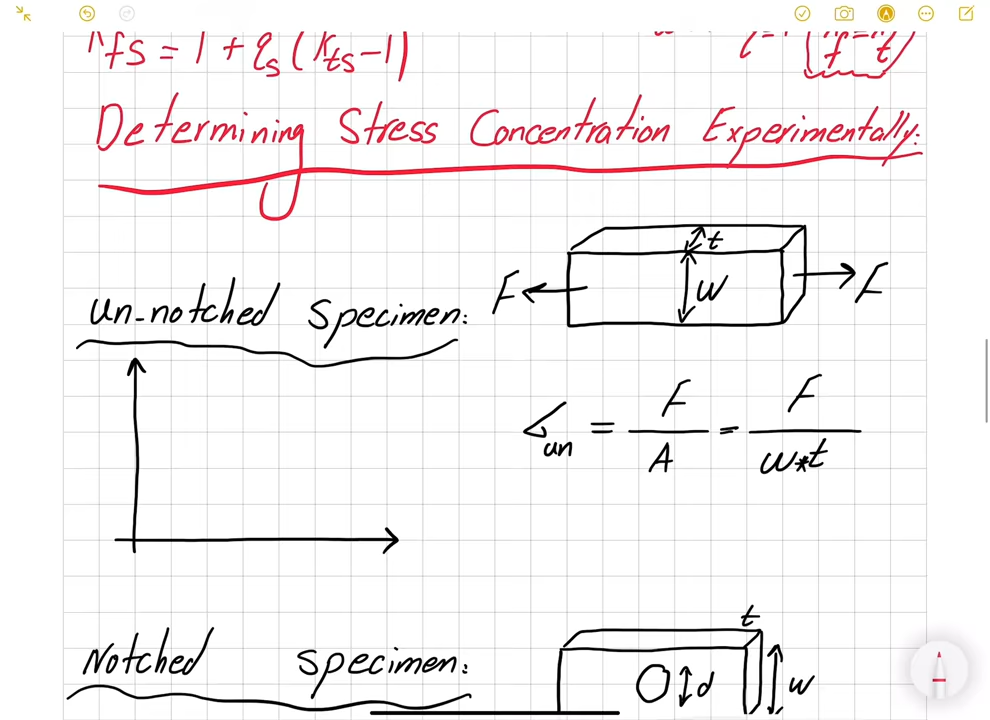 Kfs = 1 + qs (Kts - 1)
Determining Stress Concentration Experimentally:
t
F W F
Un-notched Specimen:
σun = F / A = F / w*t
t
Notched Specimen:
d w